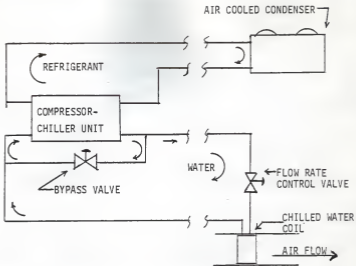 AIR COOLED CONDENSER
REFRIGERANT
COMPRESSOR-
CHILLER UNIT
WATER
BYPASS VALVE
FLOW RATE
CONTROL VALVE
CHILLED WATER
COIL
AIR FLOW